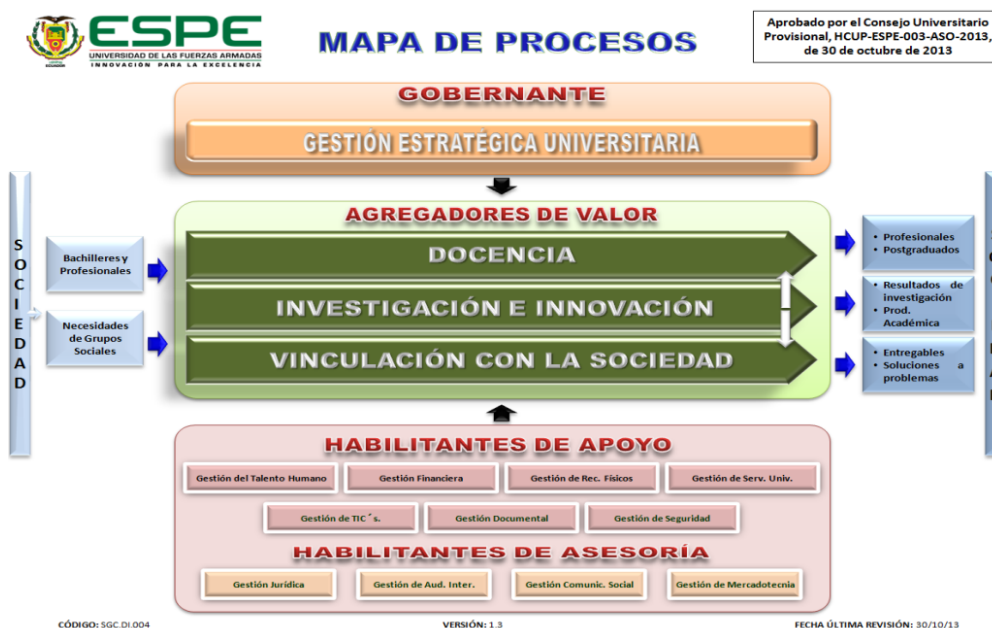 ESPE
UNIVERSIDAD DE LAS FUERZAS ARMADAS
INNOVACIÓN PARA LA EXCELENCIA
MAPA DE PROCESOS
Aprobado por el Consejo Universitario
Provisional, HCUP-ESPE-003-ASO-2013,
de 30 de octubre de 2013
GOBERNANTE
GESTIÓN ESTRATÉGICA UNIVERSITARIA
SOCIEDAD
Bachilleres y
Profesionales
Necesidades
de Grupos
Sociales
AGREGADORES DE VALOR
DOCENCIA
INVESTIGACIÓN E INNOVACIÓN
VINCULACIÓN CON LA SOCIEDAD
• Profesionales
• Postgraduados
• Resultados de
investigación
• Prod.
Académica
• Entregables
• Soluciones a
problemas
HABILITANTES DE APOYO
Gestión del Talento Humano
Gestión Financiera
Gestión de Rec. Físicos
Gestión de Serv. Univ.
Gestión de TIC´s.
Gestión Documental
Gestión de Seguridad
HABILITANTES DE ASESORÍA
Gestión Jurídica
Gestión de Aud. Inter.
Gestión Comunic. Social
Gestión de Mercadotecnia
CÓDIGO: SGC.DI.004
VERSIÓN: 1.3
FECHA ÚLTIMA REVISIÓN: 30/10/13